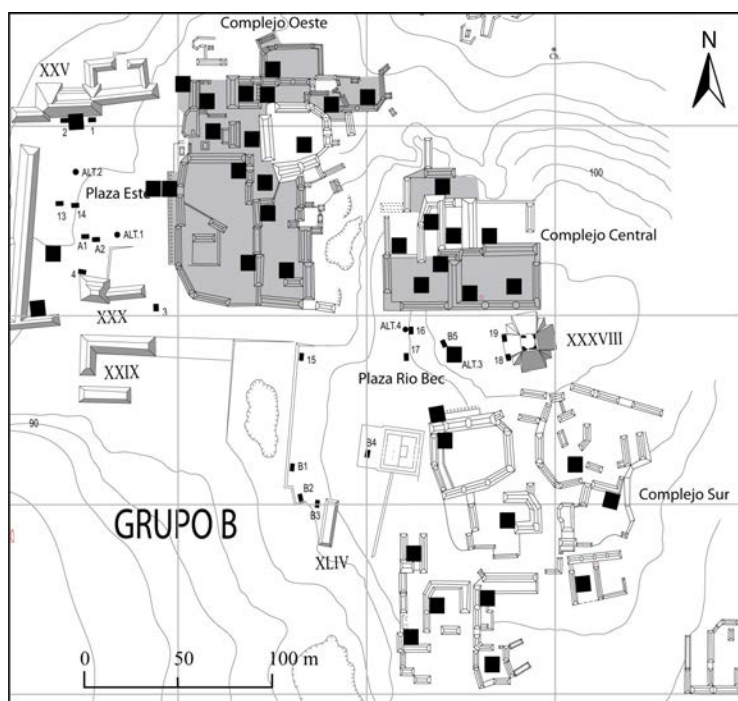 Complejo Oeste
N
XXV
Ch.
2 1
ALT.2
100
Plaza Este
13 14
A1 A2 ALT.1
Complejo Central
4
3
XXX
ALT.4 16
B5
19
XXXVIII
XXIX
15
17
ALT.3
18
Plaza Rio Bec
90
B4
B1
B2
B3
Complejo Sur
GRUPO B
XLIV
0 50 100 m